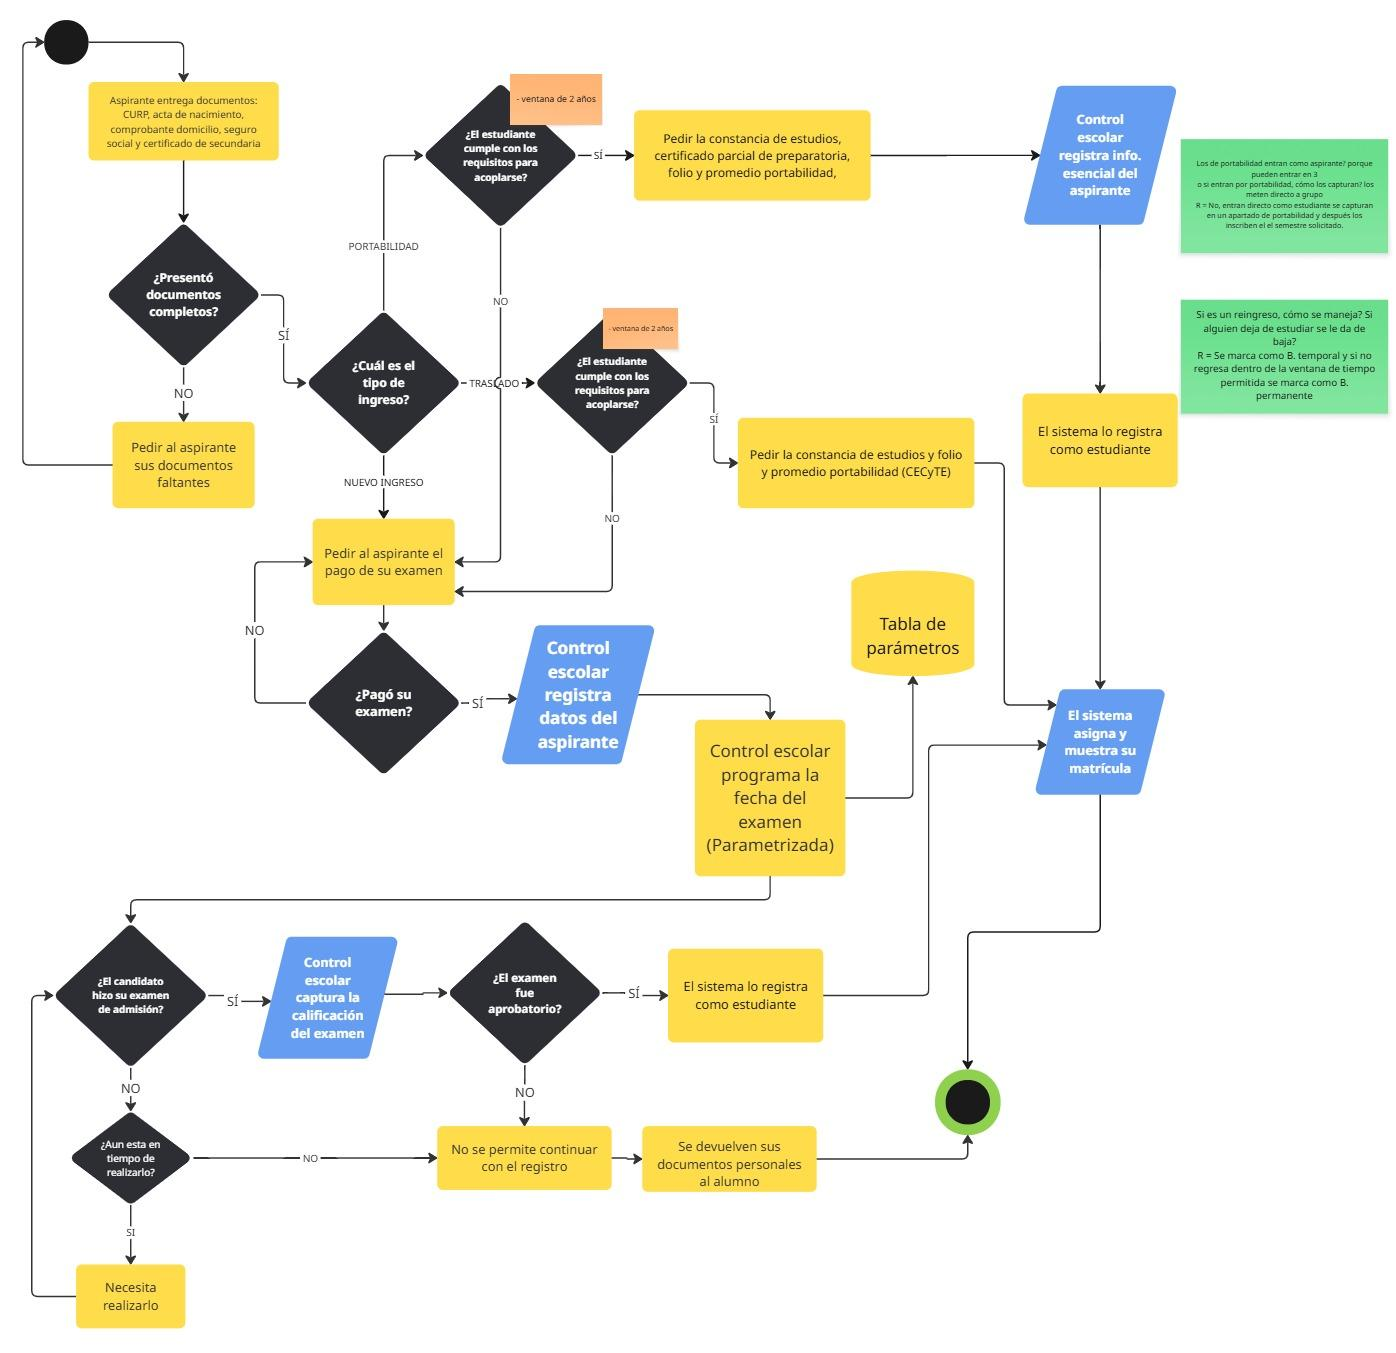 Aspirante entrega documentos:
CURP, acta de nacimiento,
comprobante domicilio, seguro
social y certificado de secundaria
¿Presentó
documentos
completos?
SÍ
NO
Pedir al aspirante
sus documentos
faltantes
¿Cuál es el
tipo de
ingreso?
PORTABILIDAD
- ventana de 2 años
¿El estudiante
cumple con los
requisitos para
acoplarse?
SÍ
NO
Pedir la constancia de estudios,
certificado parcial de preparatoria,
folio y promedio portabilidad,
Control
escolar
registra info.
esencial del
aspirante
Los de portabilidad entran como aspirante? porque
pueden entrar en 3
o si entran por portabilidad, cómo los capturan? los
meten directo a grupo
R = No, entran directo como estudiante se capturan
en un apartado de portabilidad y después los
inscriben el el semestre solicitado.
Si es un reingreso, cómo se maneja? Si
alguien deja de estudiar se le da de
baja?
R = Se marca como B. temporal y si no
regresa dentro de la ventana de tiempo
permitida se marca como B.
permanente
El sistema lo registra
como estudiante
TRASLADO
- ventana de 2 años
¿El estudiante
cumple con los
requisitos para
acoplarse?
SÍ
NO
Pedir la constancia de estudios y folio
y promedio portabilidad (CECyTE)
NUEVO INGRESO
Pedir al aspirante el
pago de su examen
NO
¿Pagó su
examen?
SÍ
Control
escolar
registra
datos del
aspirante
Control escolar
programa la
fecha del
examen
(Parametrizada)
Tabla de
parámetros
El sistema
asigna y
muestra su
matrícula
¿El candidato
hizo su examen
de admisión?
SÍ
NO
Control
escolar
captura la
calificación
del examen
¿El examen
fue
aprobatorio?
SÍ
NO
El sistema lo registra
como estudiante
¿Aun esta en
tiempo de
realizarlo?
NO
No se permite continuar
con el registro
Se devuelven sus
documentos personales
al alumno
SI
Necesita
realizarlo